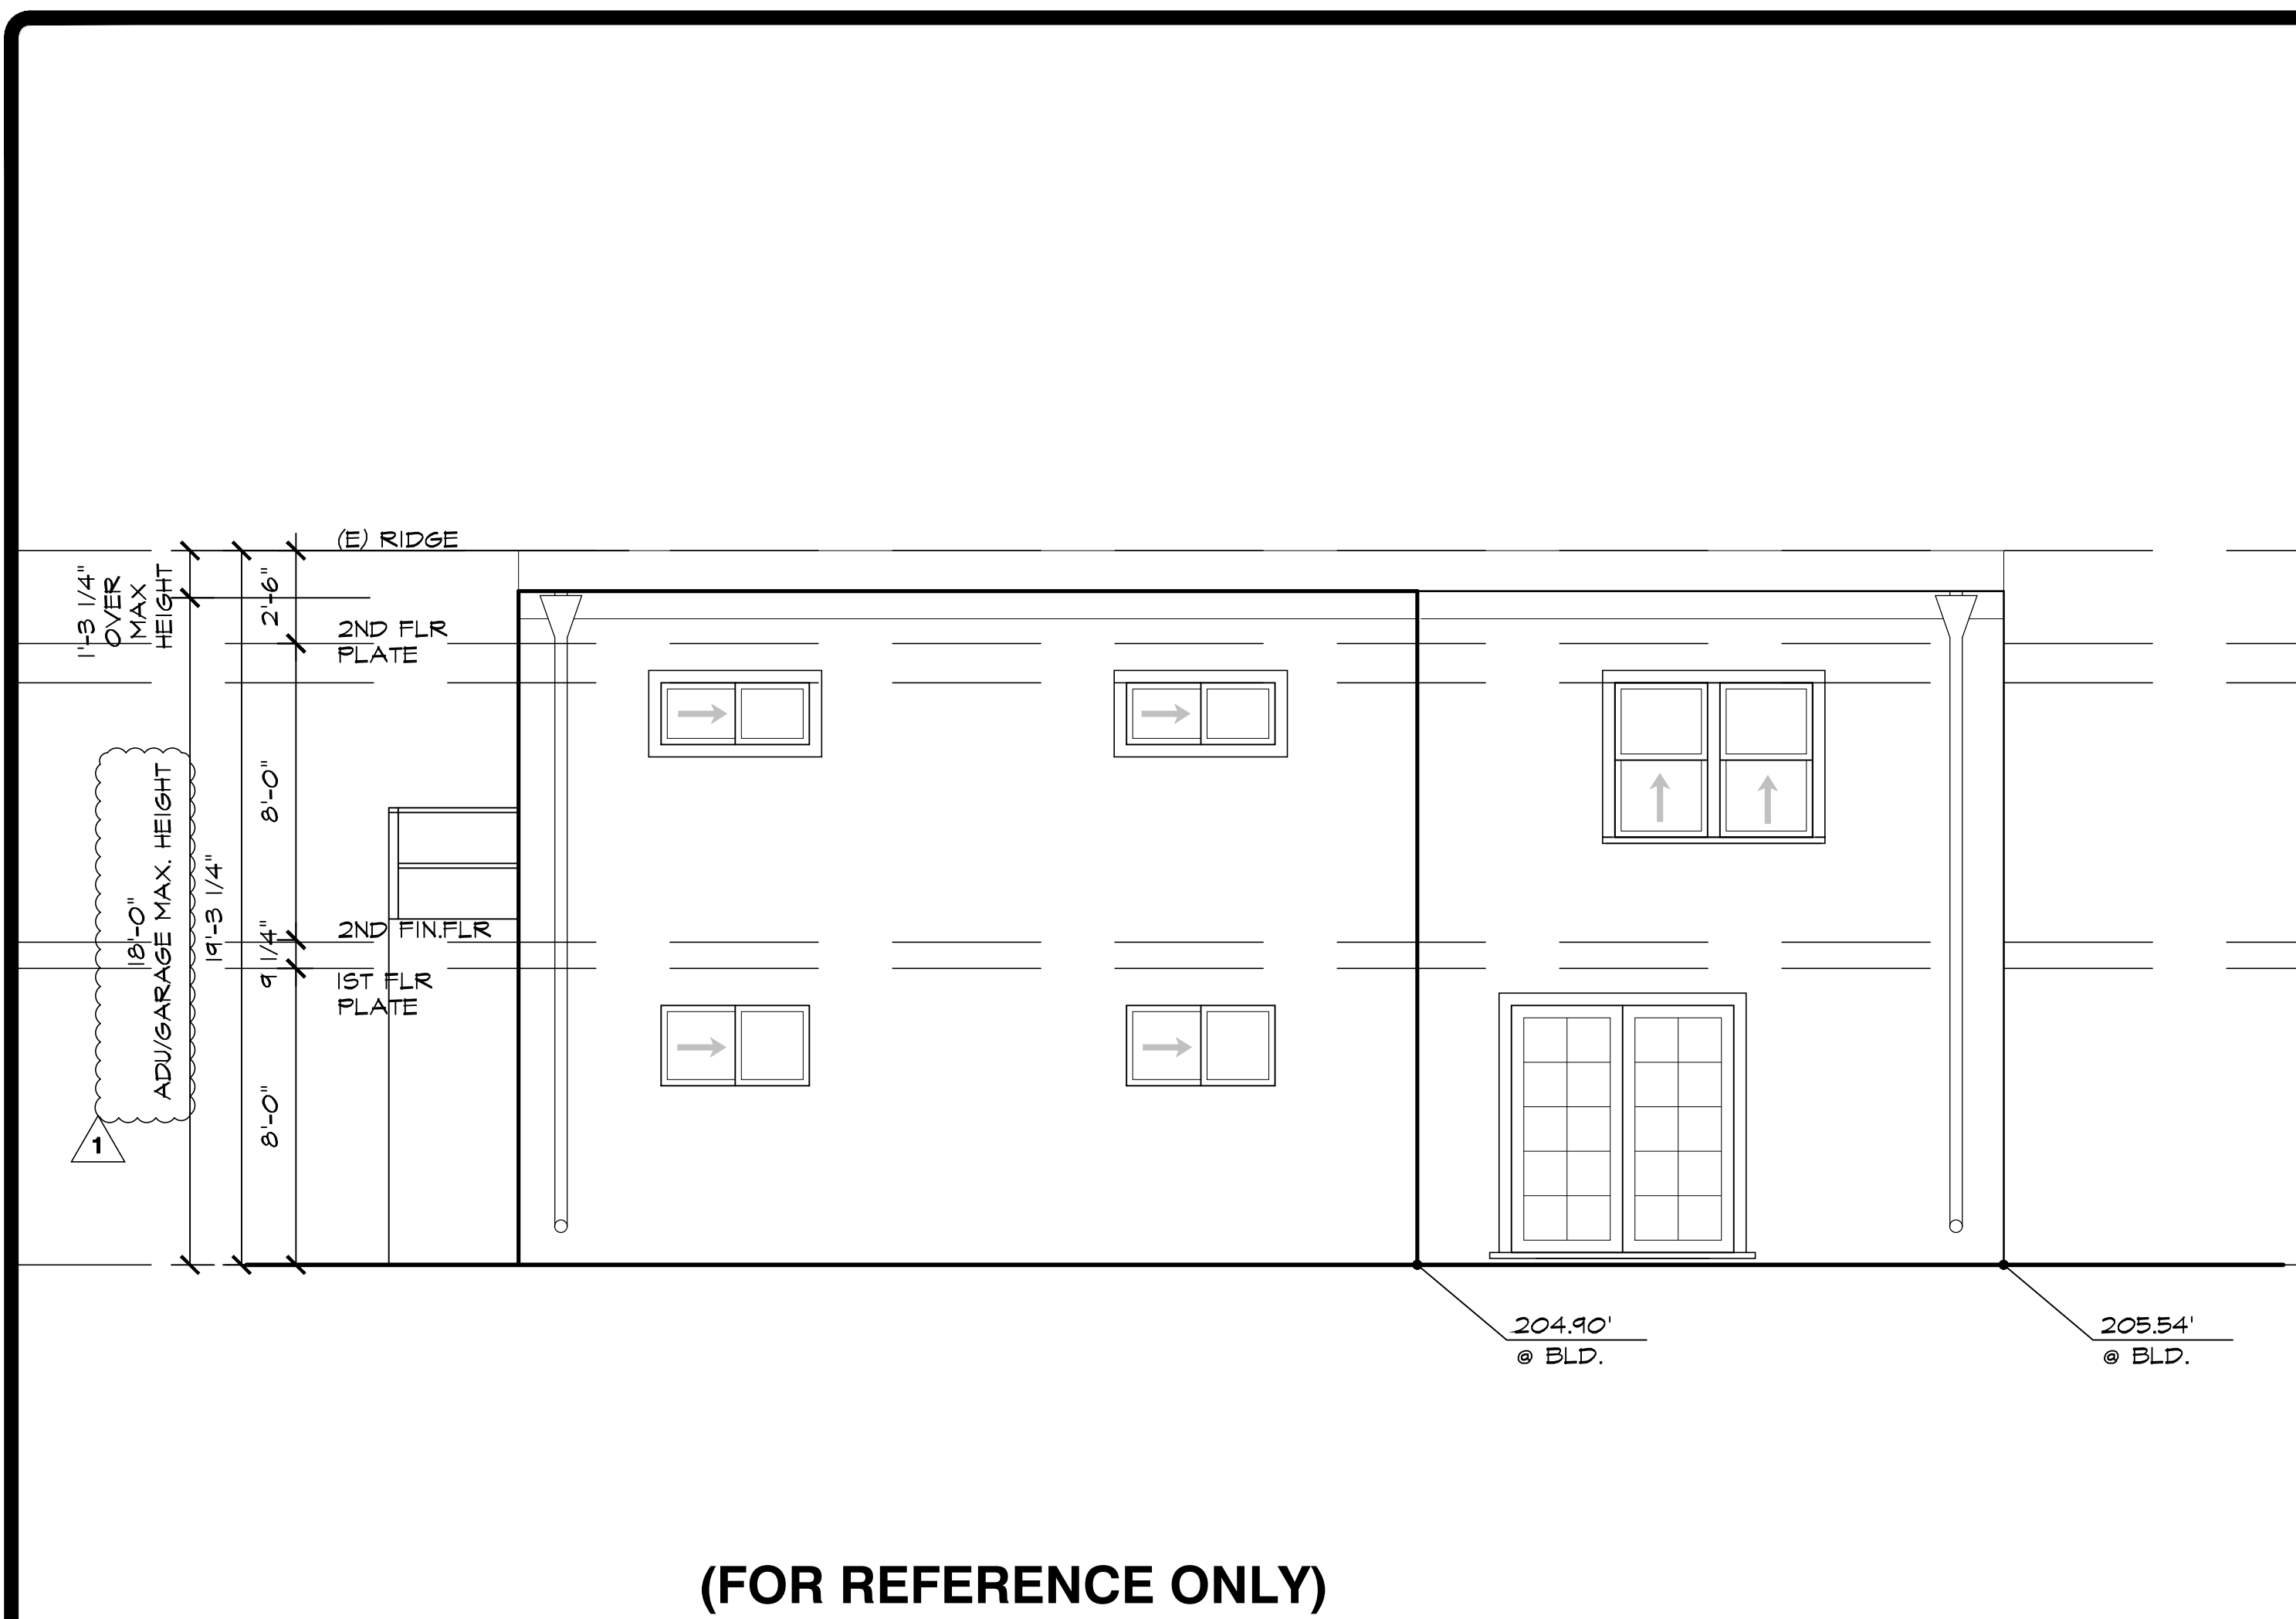 (E) RIDGE
1'-3 1/4"
OVER
MAX
HEIGHT
2'-6"
2ND FLR
PLATE
8'-0"
18'-0"
ADU/GARAGE MAX. HEIGHT
19'-3 1/4"
9 1/4"
2ND FIN.FLR
1ST FLR
PLATE
8'-0"
1
204.90'
@ BLD.
205.54'
@ BLD.
(FOR REFERENCE ONLY)